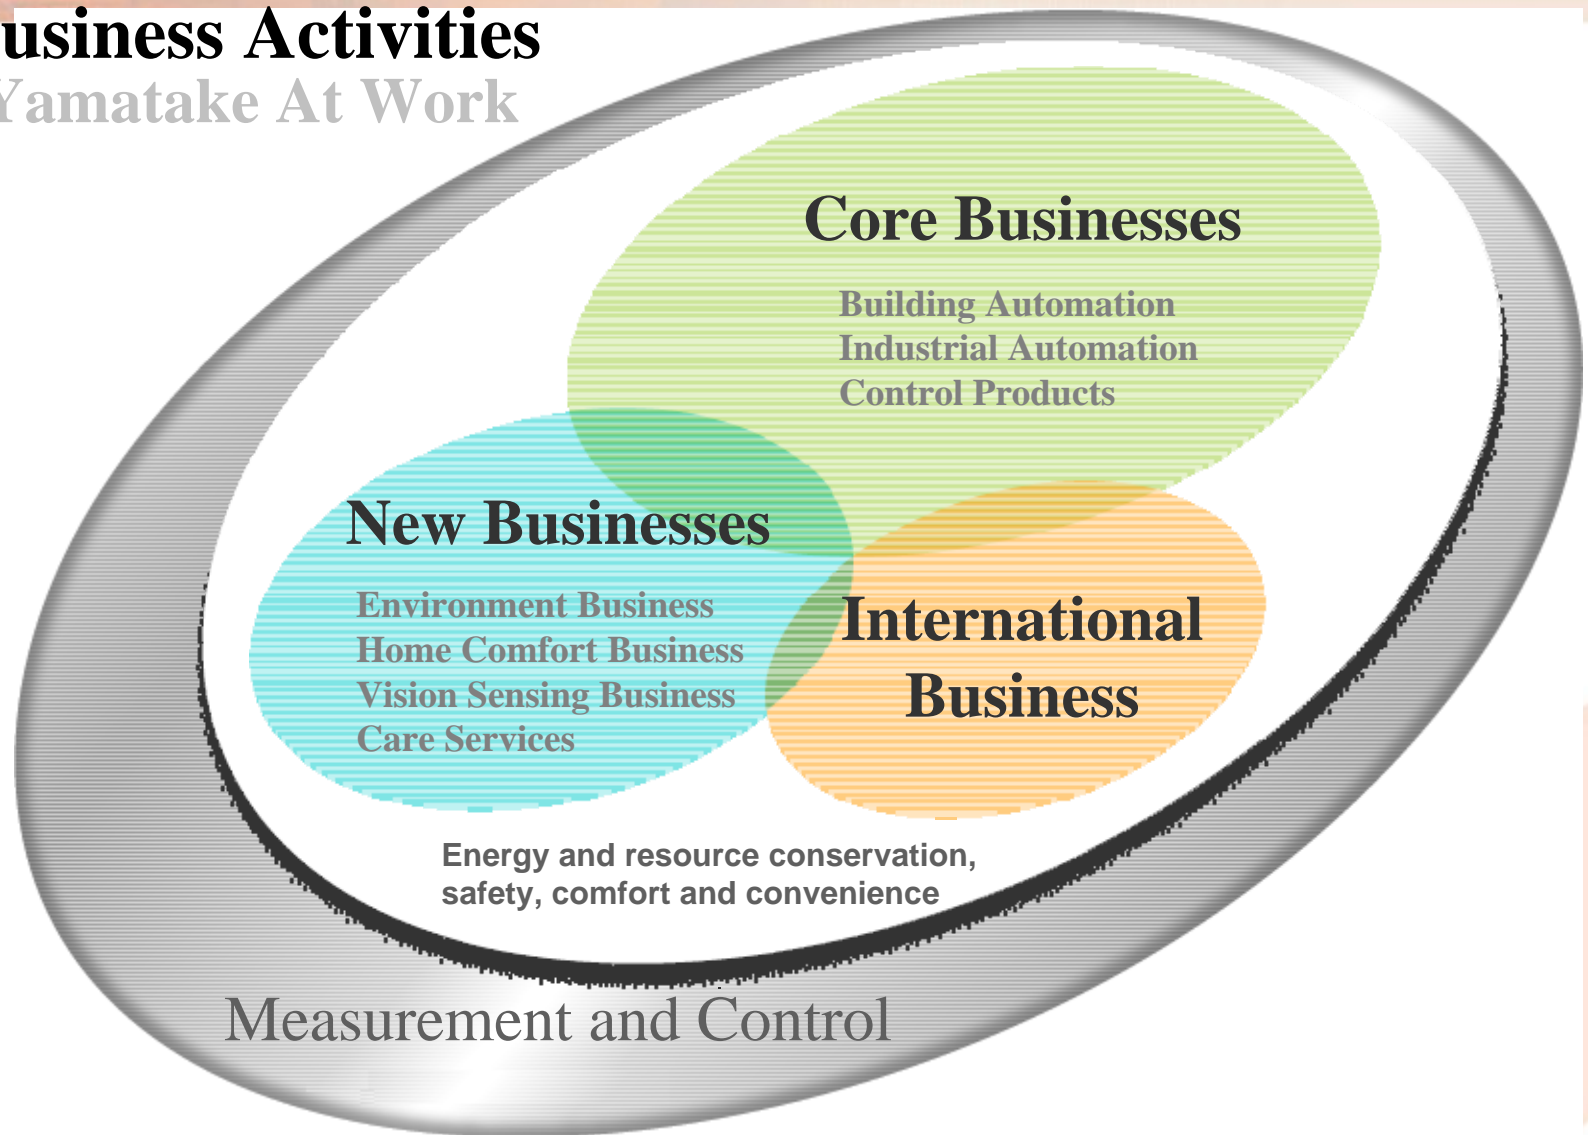 usiness Activities
Yamatake At Work
Core Businesses
Building Automation
Industrial Automation
Control Products
New Businesses
Environment Business
Home Comfort Business
Vision Sensing Business
Care Services
International
Business
Energy and resource conservation,
safety, comfort and convenience
Measurement and Control